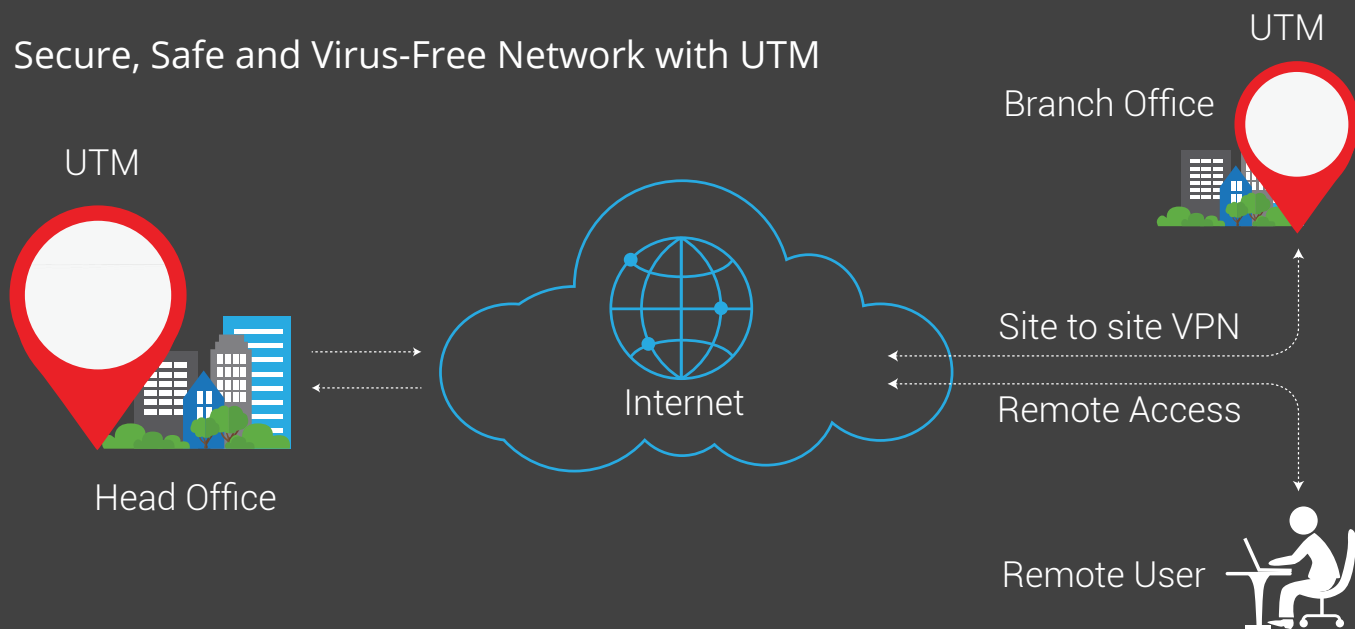 Secure, Safe and Virus-Free Network with UTM
UTM
Branch Office
UTM
Internet
Site to site VPN
Remote Access
Head Office
Remote User